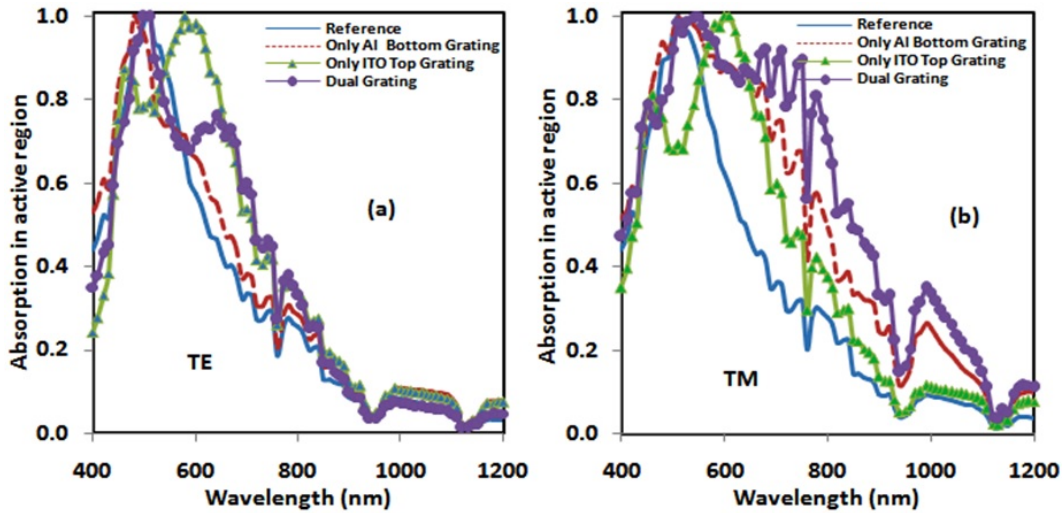 Absorption in active region
1.0
0.8
0.6
0.4
0.2
0.0
400
600
800
1000
1200
Wavelength (nm)
Reference
Only Al Bottom Grating
Only ITO Top Grating
Dual Grating
(a)
TE
Absorption in active region
1.0
0.8
0.6
0.4
0.2
0.0
400
600
800
1000
1200
Wavelength (nm)
Reference
Only Al Bottom Grating
Only ITO Top Grating
Dual Grating
(b)
TM